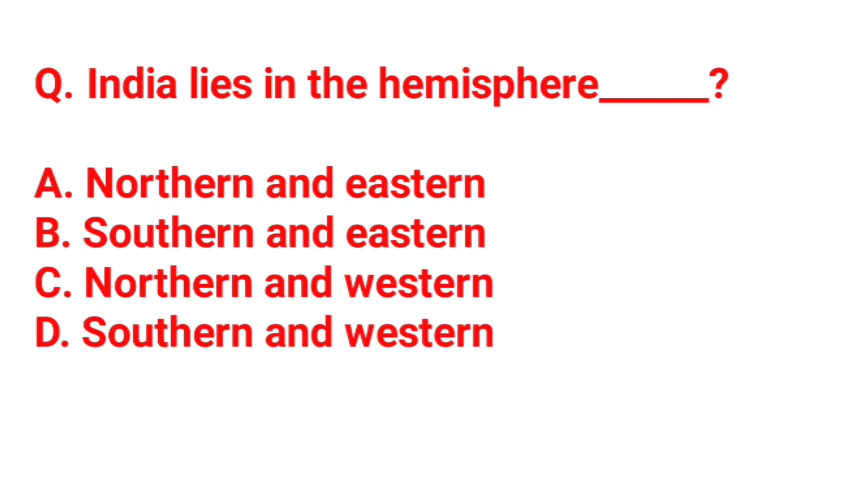 Q. India lies in the hemisphere______?
A. Northern and eastern
B. Southern and eastern
C. Northern and western
D. Southern and western